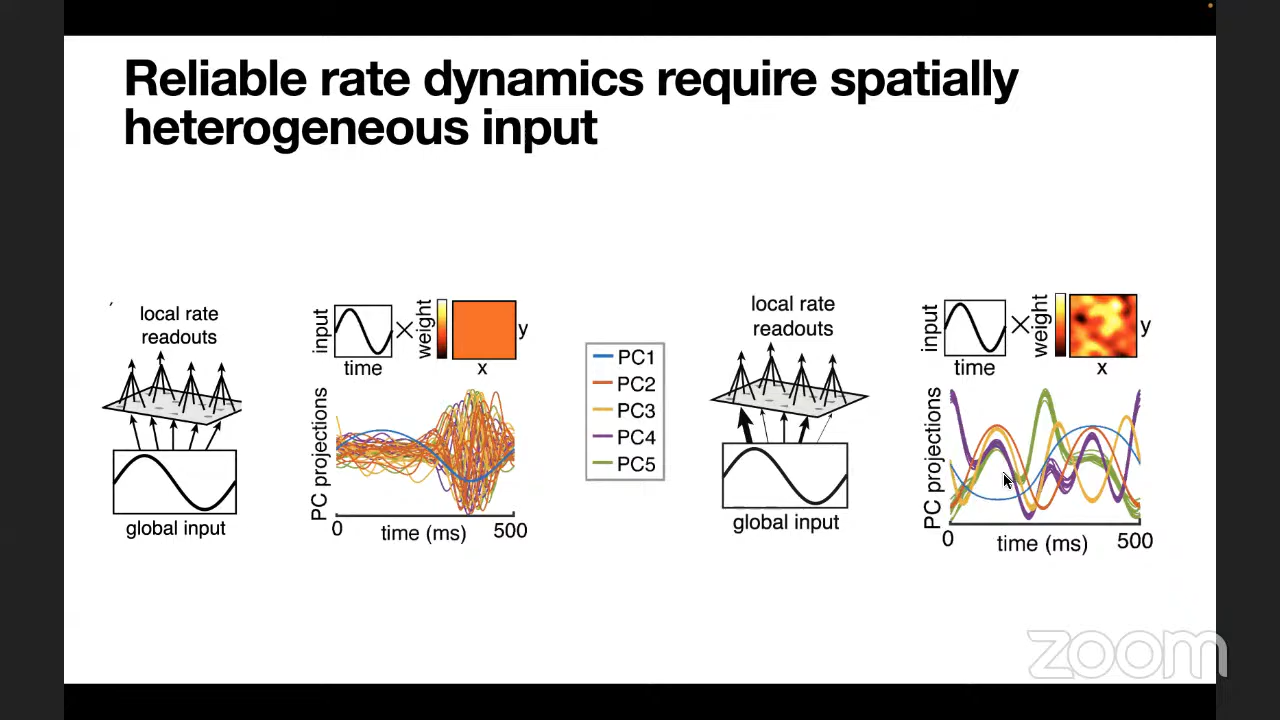 Reliable rate dynamics require spatially
heterogeneous input
local rate
readouts
global input
input
time
weight
y
x
PC projections
0
500
time (ms)
PC1
PC2
PC3
PC4
PC5
local rate
readouts
global input
input
time
weight
y
x
PC projections
0
500
time (ms)
zoom